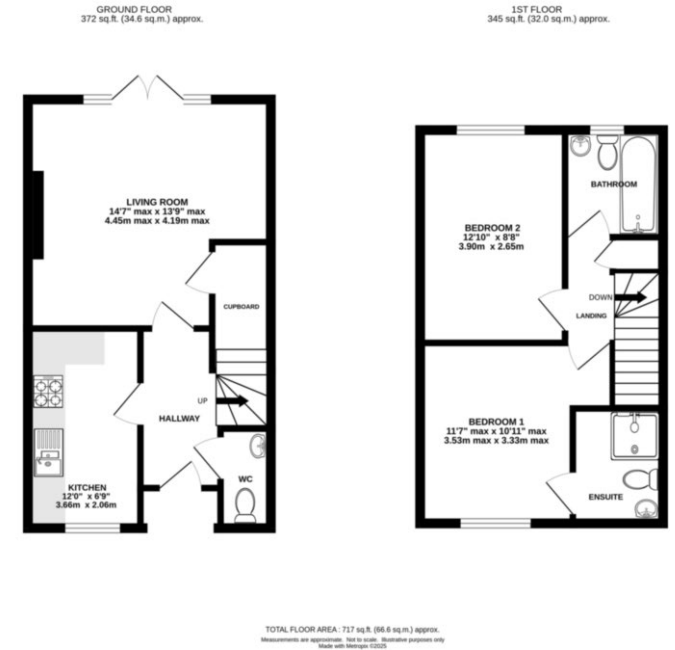 GROUND FLOOR
372 sq.ft. (34.6 sq.m.) approx.
1ST FLOOR
345 sq.ft. (32.0 sq.m.) approx.
LIVING ROOM
14'7" max x 13'9" max
4.45m max x 4.19m max
CUPBOARD
UP
HALLWAY
KITCHEN
12'0" x 6'9"
3.66m x 2.06m
WC
BATHROOM
BEDROOM 2
12'10" x 8'8"
3.90m x 2.65m
DOWN
LANDING
BEDROOM 1
11'7" max x 10'11" max
3.53m max x 3.33m max
ENSUITE
TOTAL FLOOR AREA : 717 sq.ft. (66.6 sq.m.) approx.
Measurements are approximate. Not to scale. Illustrative purposes only
Made with Metropix ©2025